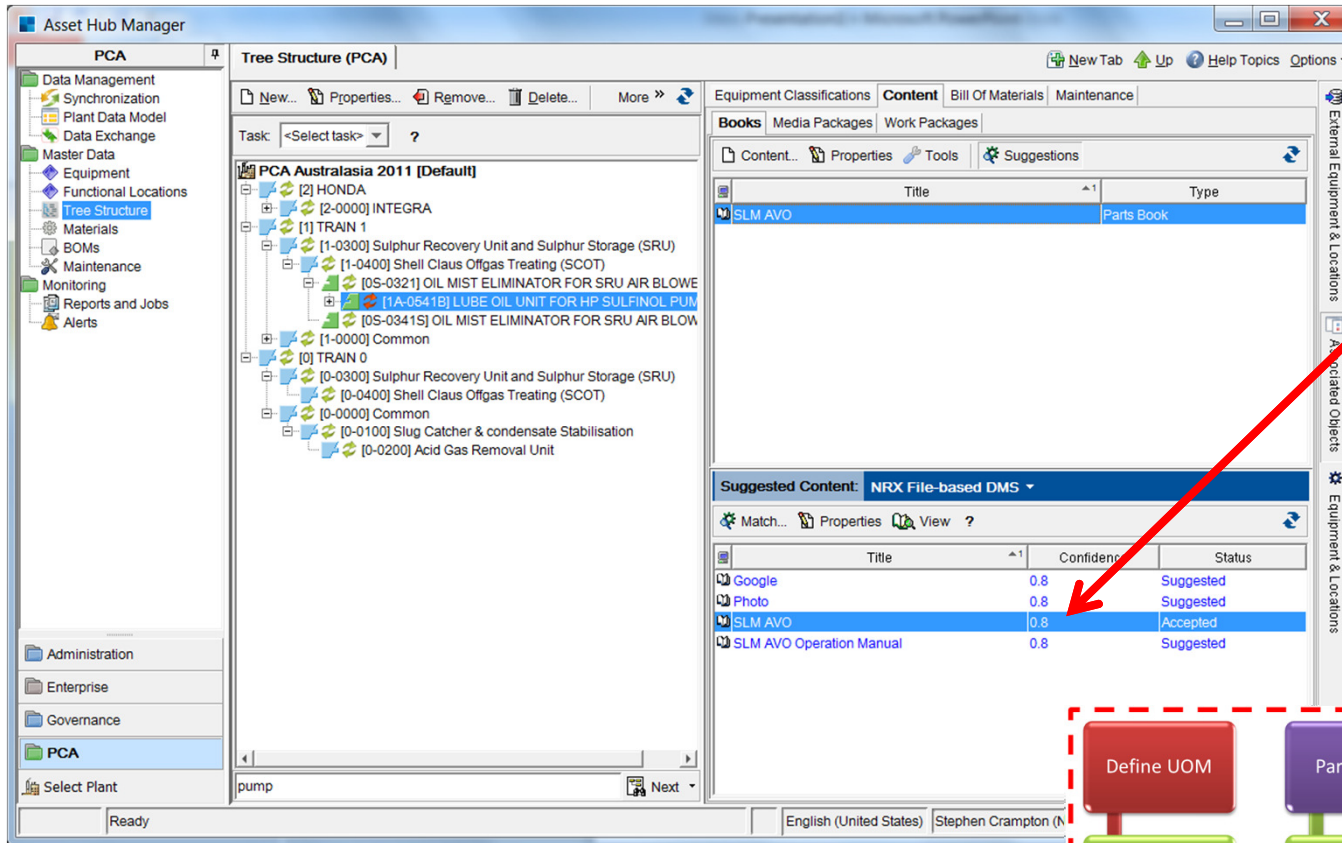 Asset Hub Manager
PCA
Data Management
Synchronization
Plant Data Model
Data Exchange
Master Data
Equipment
Functional Locations
Tree Structure
Materials
BOMs
Maintenance
Monitoring
Reports and Jobs
Alerts
Administration
Enterprise
Governance
PCA
Select Plant
Tree Structure (PCA)
New Tab Up Help Topics Options
New... Properties... Remove... Delete... More »
Task: <Select task> ?
PCA Australasia 2011 [Default]
[2] HONDA
[2-0000] INTEGRA
[1] TRAIN 1
[1-0300] Sulphur Recovery Unit and Sulphur Storage (SRU)
[1-0400] Shell Claus Offgas Treating (SCOT)
[0S-0321] OIL MIST ELIMINATOR FOR SRU AIR BLOWE
[1A-0541B] LUBE OIL UNIT FOR HP SULFINOL PUM
[0S-0341S] OIL MIST ELIMINATOR FOR SRU AIR BLOW
[1-0000] Common
[0] TRAIN 0
[0-0300] Sulphur Recovery Unit and Sulphur Storage (SRU)
[0-0400] Shell Claus Offgas Treating (SCOT)
[0-0000] Common
[0-0100] Slug Catcher & condensate Stabilisation
[0-0200] Acid Gas Removal Unit
pump Next
Equipment Classifications Content Bill Of Materials Maintenance
Books Media Packages Work Packages
Content... Properties Tools Suggestions
Title 1 Type
SLM AVO Parts Book
Suggested Content: NRX File-based DMS
Match... Properties View ?
Title 1 Confidence Status
Google 0.8 Suggested
Photo 0.8 Suggested
SLM AVO 0.8 Accepted
SLM AVO Operation Manual 0.8 Suggested
External Equipment & Locations
Associated Objects
Equipment & Locations
Define UOM Par
Ready English (United States) Stephen Crampton (N